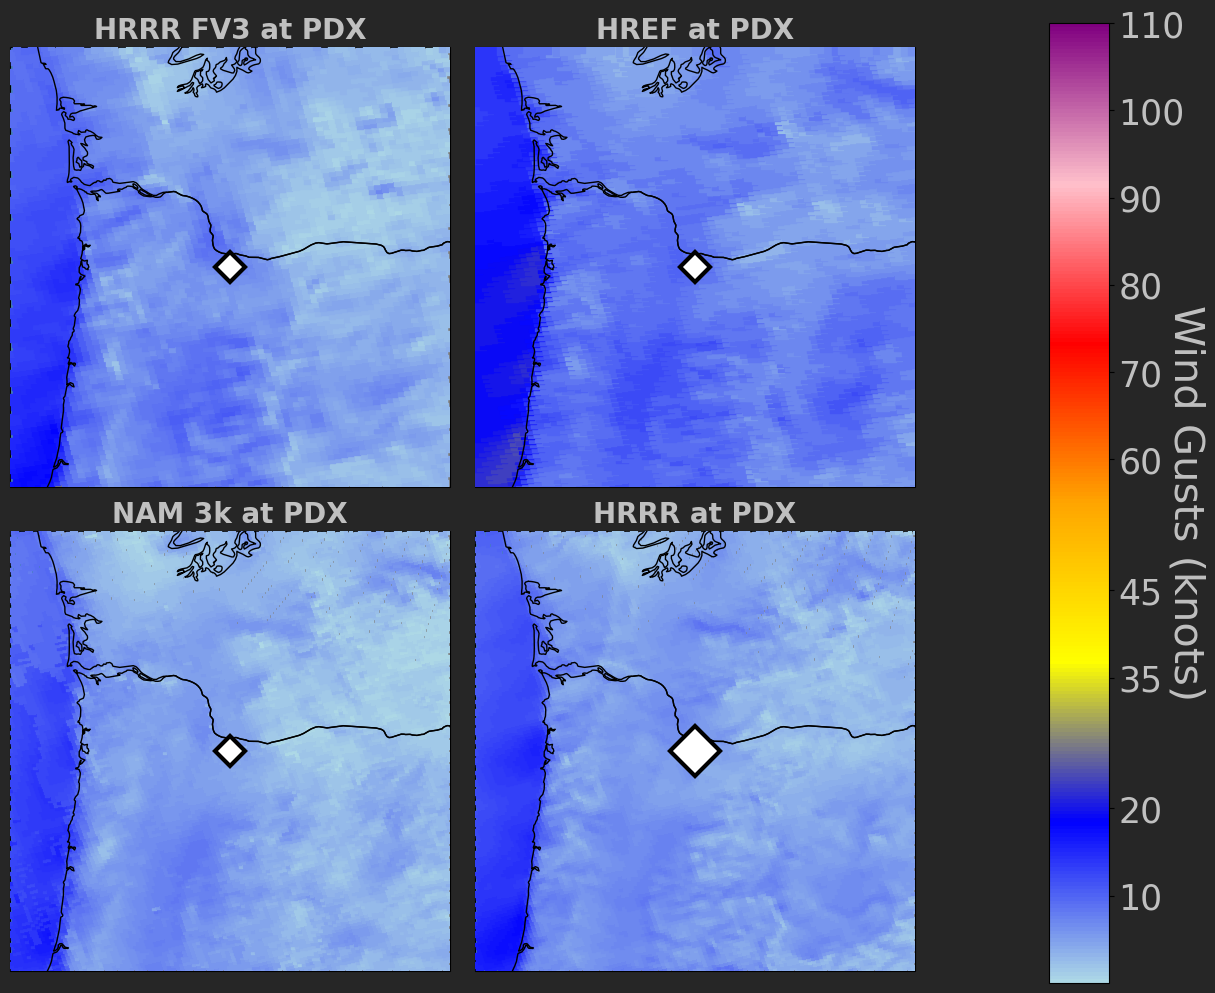 HRRR FV3 at PDX
HREF at PDX
NAM 3k at PDX
HRRR at PDX
110
100
90
80
70
60
45
35
20
10
Wind Gusts (knots)